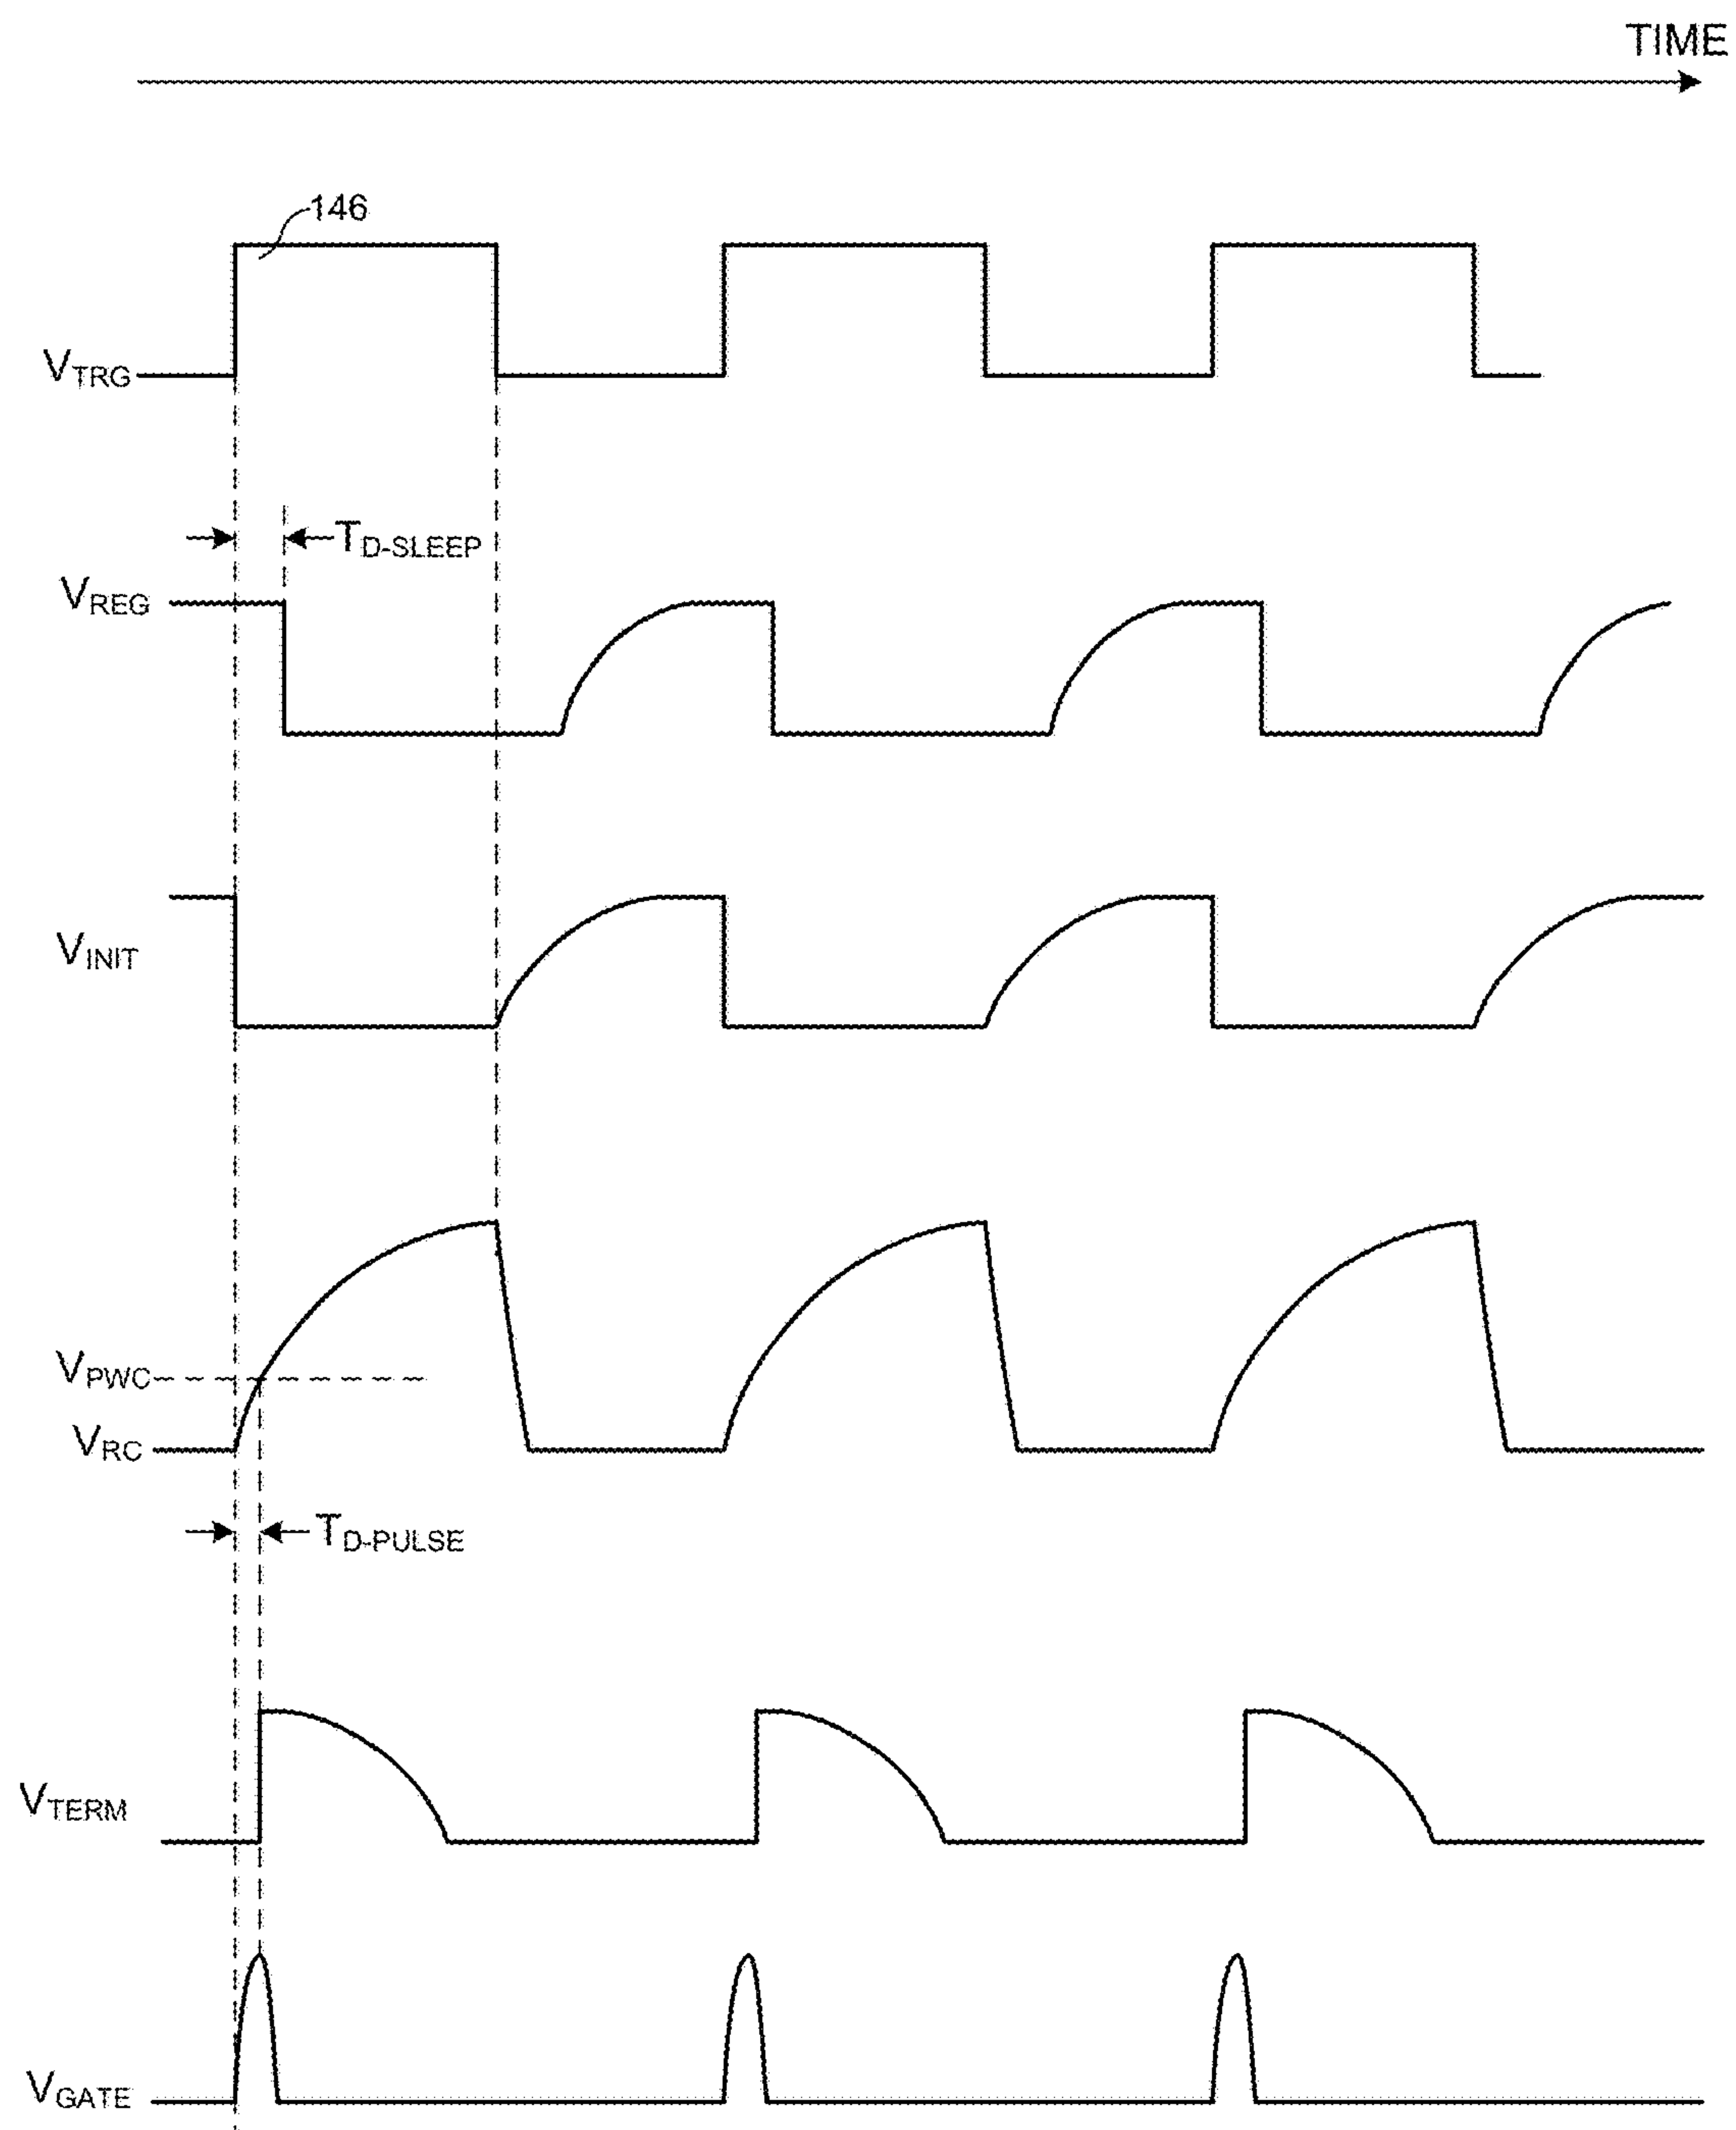 TIME
146
VTRG
TD-SLEEP
VREG
VINIT
VPWC
VRC
TD-PULSE
VTERM
VGATE